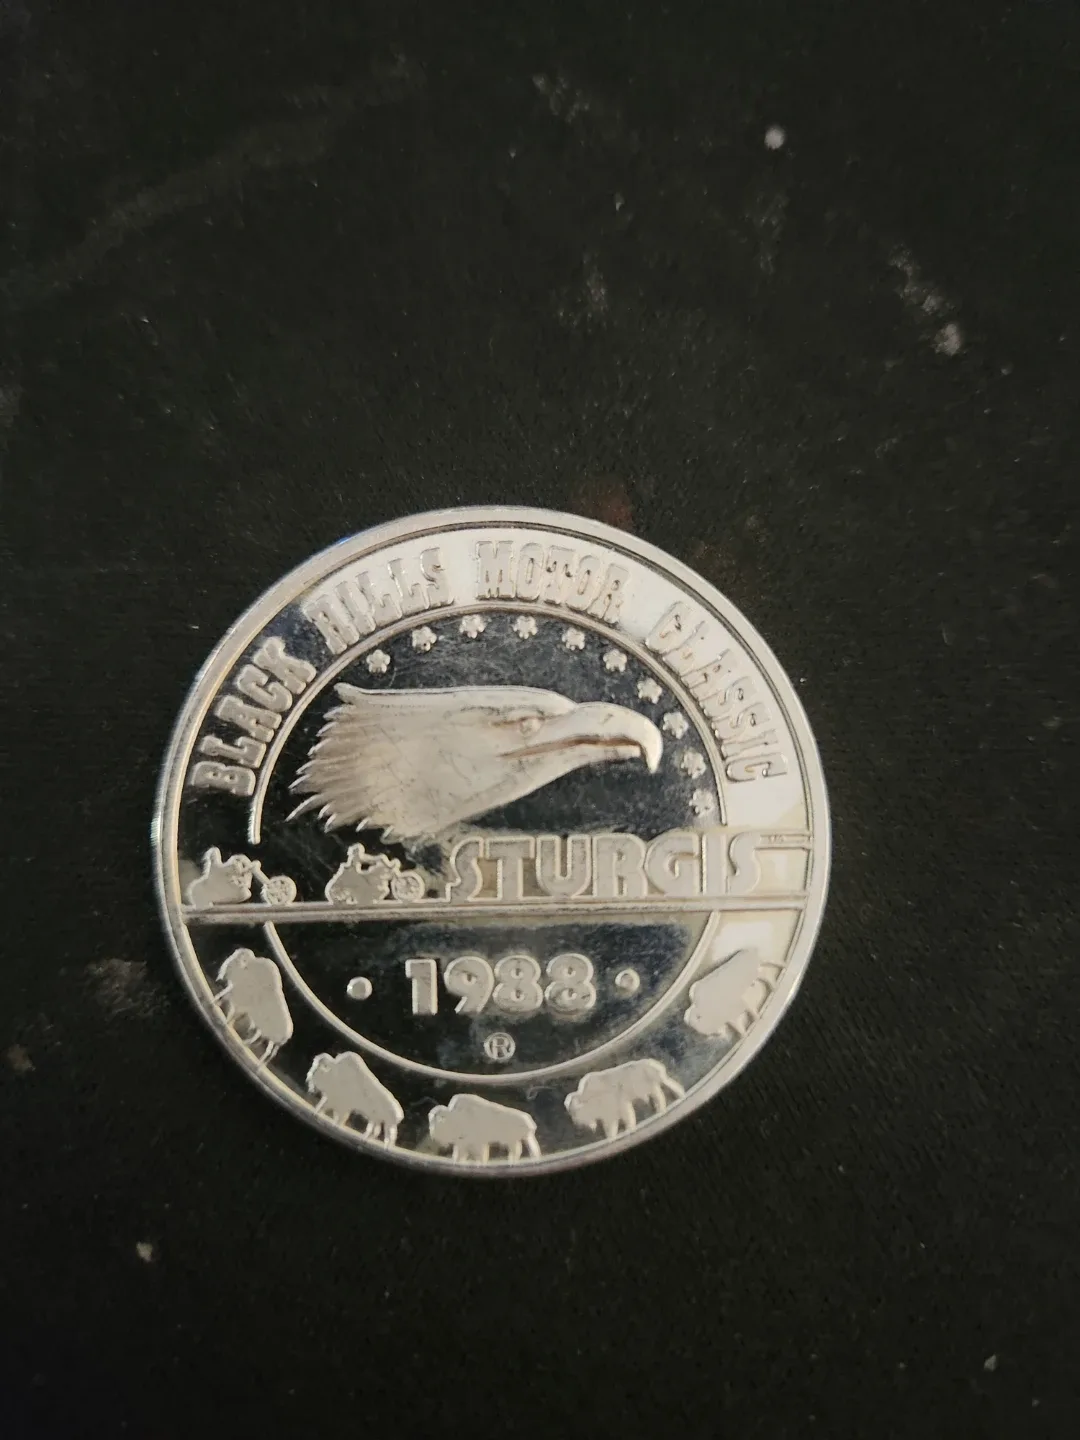 BLACK HILLS MOTOR CLASSIC
STURGIS
• 1988 •
®